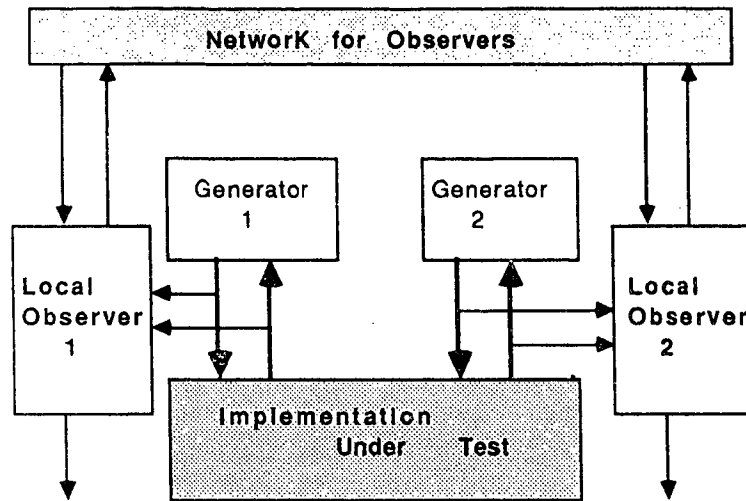 NetworK for Observers
Generator
1
Generator
2
Local
Observer
1
Local
Observer
2
Implementation
Under Test